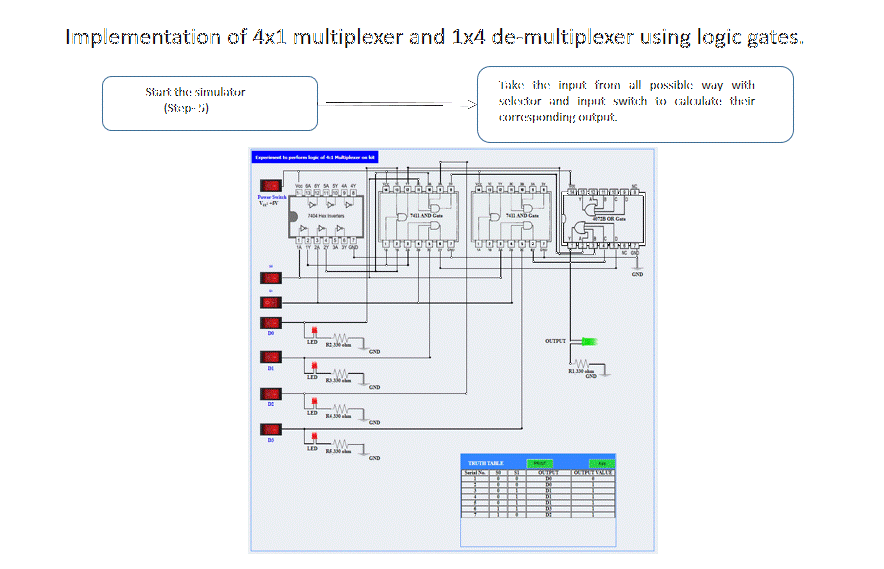 Implementation of 4x1 multiplexer and 1x4 de-multiplexer using logic gates.
Start the simulator
(Step- 5)
Take the input from all possible way with
selector and input switch to calculate their
corresponding output.
Experiment to perform logic of 4:1 Multiplexer on kit
Power Switch
Vcc 6A 6Y 5A 5Y 4A 4Y
7404 Hex Inverters
1A 1Y 2A 2Y 3A 3Y GND
7411 AND Gate
7411 AND Gate
4072B OR Gate
NC
Y A B C D
Y A B C D
NC GND
GND
D0
LED
R2,330 ohm
GND
D1
LED
R3,330 ohm
GND
D2
LED
R4,330 ohm
GND
D3
LED
R5,330 ohm
GND
OUTPUT
R1,330 ohm
GND
TRUTH TABLE
PRINT
Serial No. S0 S1 OUTPUT OUTPUT VALUE
1 0 0 D0 0
2 0 0 D0 1
3 0 1 D1 1
4 0 1 D1 1
5 0 1 D1 1
6 1 1 D3 1
7 1 0 D2 1